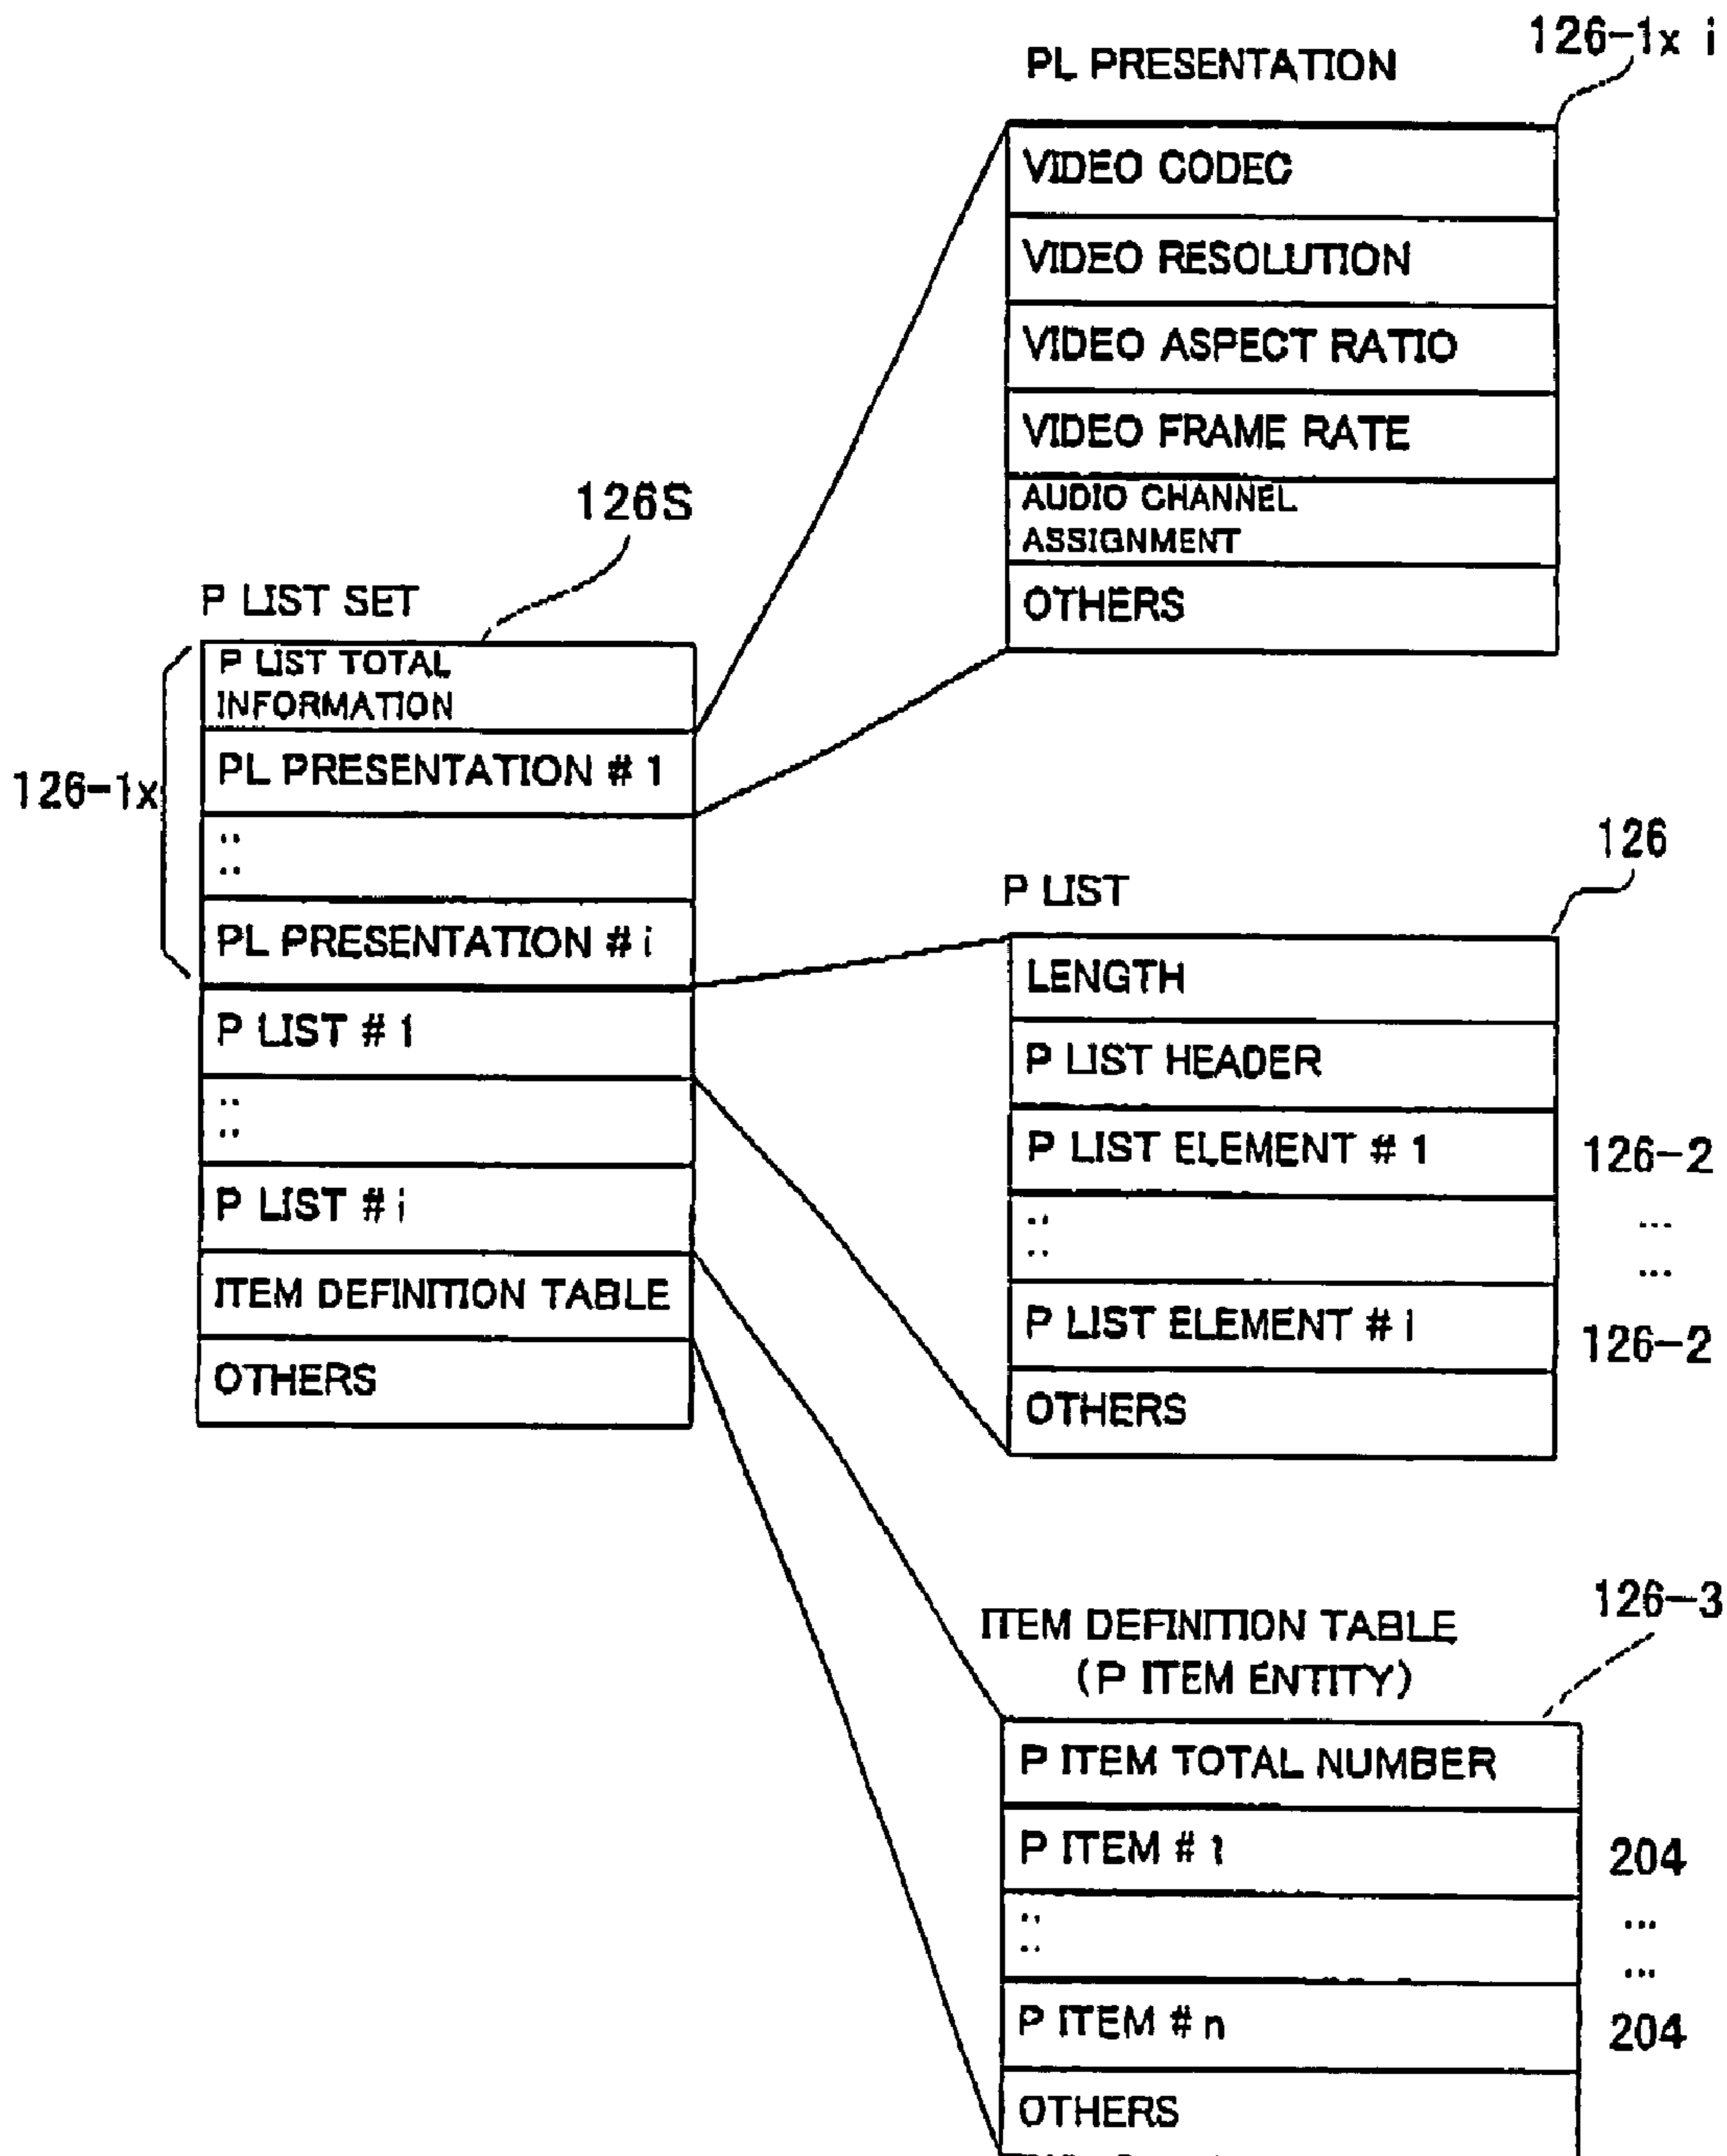 126-1x i
PL PRESENTATION
VIDEO CODEC
VIDEO RESOLUTION
VIDEO ASPECT RATIO
VIDEO FRAME RATE
AUDIO CHANNEL
ASSIGNMENT
OTHERS
126S
P LIST SET
P LIST TOTAL
INFORMATION
PL PRESENTATION # 1
::
PL PRESENTATION # i
P LIST # 1
::
P LIST # i
ITEM DEFINITION TABLE
OTHERS
126-1x
126
P LIST
LENGTH
P LIST HEADER
P LIST ELEMENT # 1 126-2
:: ...
...
P LIST ELEMENT # i 126-2
OTHERS
126-3
ITEM DEFINITION TABLE
(P ITEM ENTITY)
P ITEM TOTAL NUMBER
P ITEM # 1 204
:: ...
...
P ITEM # n 204
OTHERS